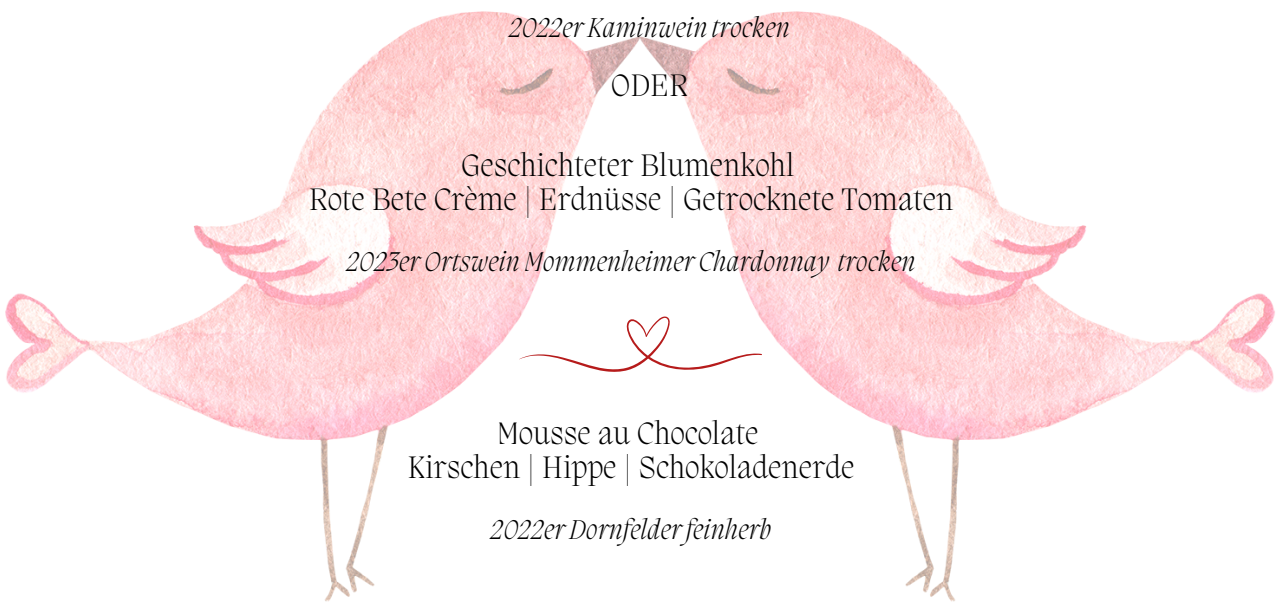 2022er Kaminwein trocken
ODER
Geschichteter Blumenkohl
Rote Bete Crème | Erdnüsse | Getrocknete Tomaten
2023er Ortswein Mommenheimer Chardonnay trocken
Mousse au Chocolate
Kirschen | Hippe | Schokoladenerde
2022er Dornfelder feinherb